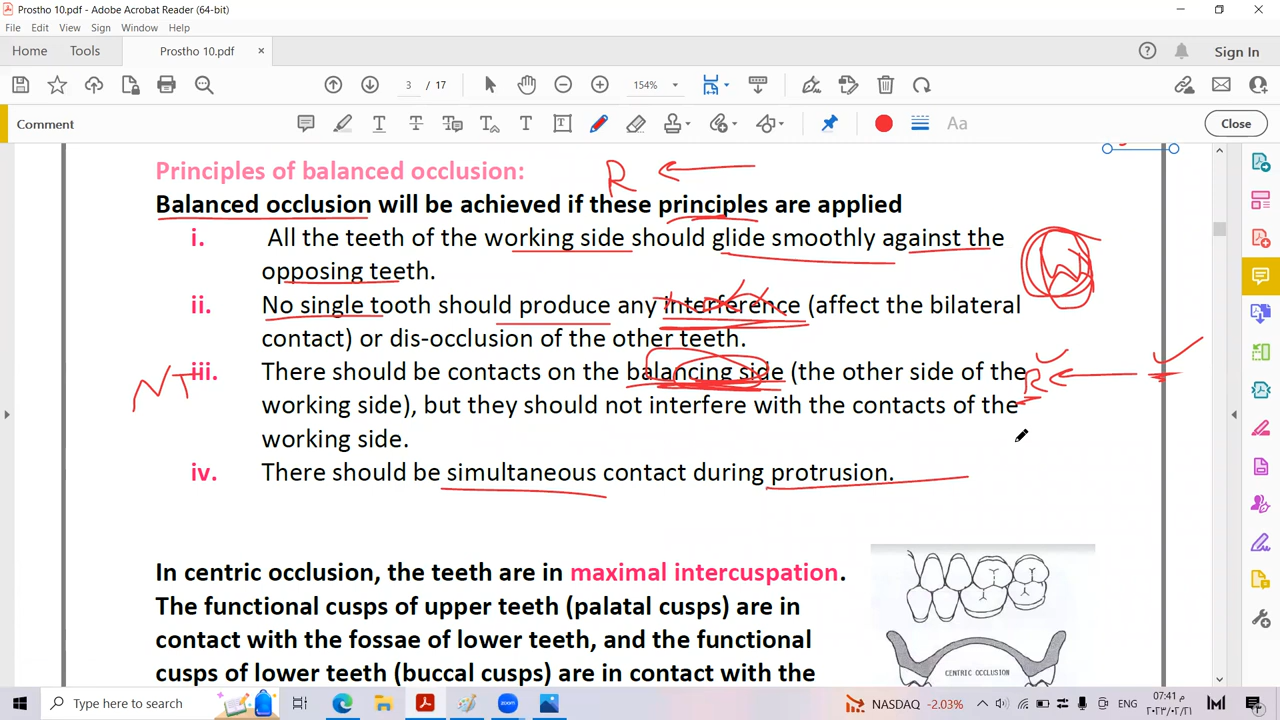 Prostho 10.pdf - Adobe Acrobat Reader (64-bit)
File Edit View Sign Window Help
Home Tools Prostho 10.pdf × Sign In
3 / 17 154%
Comment Aa Close
Principles of balanced occlusion: R
Balanced occlusion will be achieved if these principles are applied
i. All the teeth of the working side should glide smoothly against the
opposing teeth.
ii. No single tooth should produce any interference (affect the bilateral
contact) or dis-occlusion of the other teeth.
iii. There should be contacts on the balancing side (the other side of the R
working side), but they should not interfere with the contacts of the
working side.
iv. There should be simultaneous contact during protrusion.
In centric occlusion, the teeth are in maximal intercuspation.
The functional cusps of upper teeth (palatal cusps) are in
contact with the fossae of lower teeth, and the functional
cusps of lower teeth (buccal cusps) are in contact with the
CENTRIC OCCLUSION
Type here to search
NASDAQ -2.03%